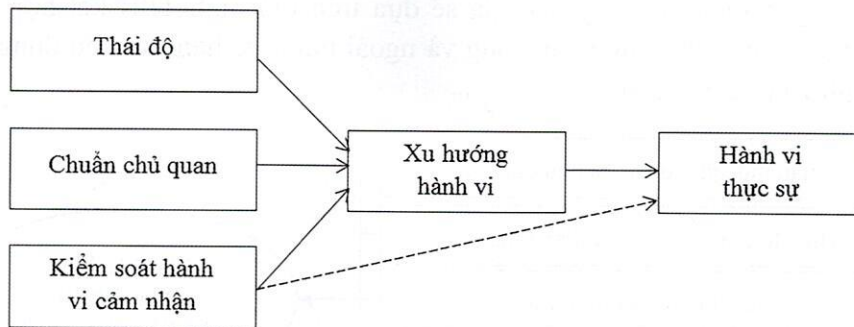 Thái độ
Chuẩn chủ quan
Kiểm soát hành
vi cảm nhận
Xu hướng
hành vi
Hành vi
thực sự